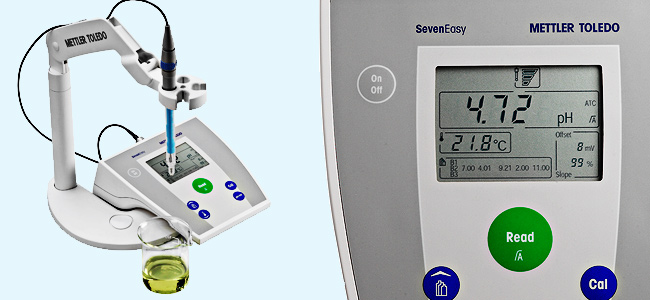 METTLER TOLEDO
Read
SevenEasy
METTLER TOLEDO
On
Off
4.72 pH
ATC
A
21.8 °C
Offset
8 mV
7.00 4.01 9.21 2.00 11.00
99 %
Slope
Read
A
Cal